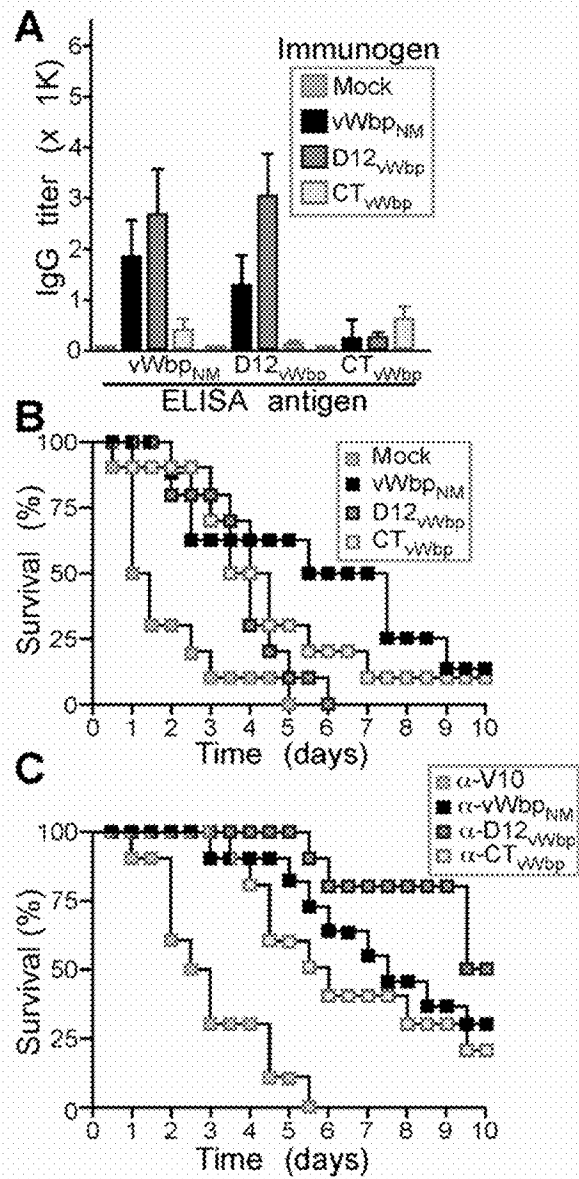 A
Immunogen
Mock
vWbpNM
D12vWbp
CTvWbp
IgG titer (x 1K)
6
5
4
3
2
1
0
vWbpNM D12vWbp CTvWbp
ELISA antigen
B
Mock
vWbpNM
D12vWbp
CTvWbp
Survival (%)
100
75
50
25
0
0 1 2 3 4 5 6 7 8 9 10
Time (days)
C
α-V10
α-vWbpNM
α-D12vWbp
α-CTvWbp
Survival (%)
100
75
50
25
0
0 1 2 3 4 5 6 7 8 9 10
Time (days)